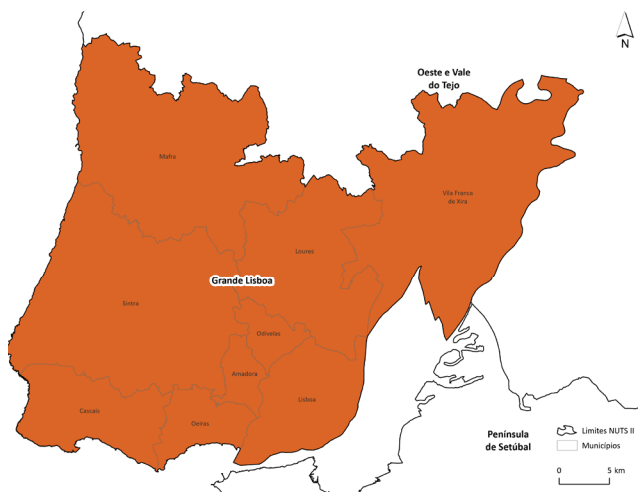 N
Oeste e Vale
do Tejo
Mafra
Vila Franca
de Xira
Loures
Grande Lisboa
Sintra
Odivelas
Amadora
Lisboa
Cascais
Oeiras
Península
de Setúbal
Limites NUTS II
Municípios
0 5 km